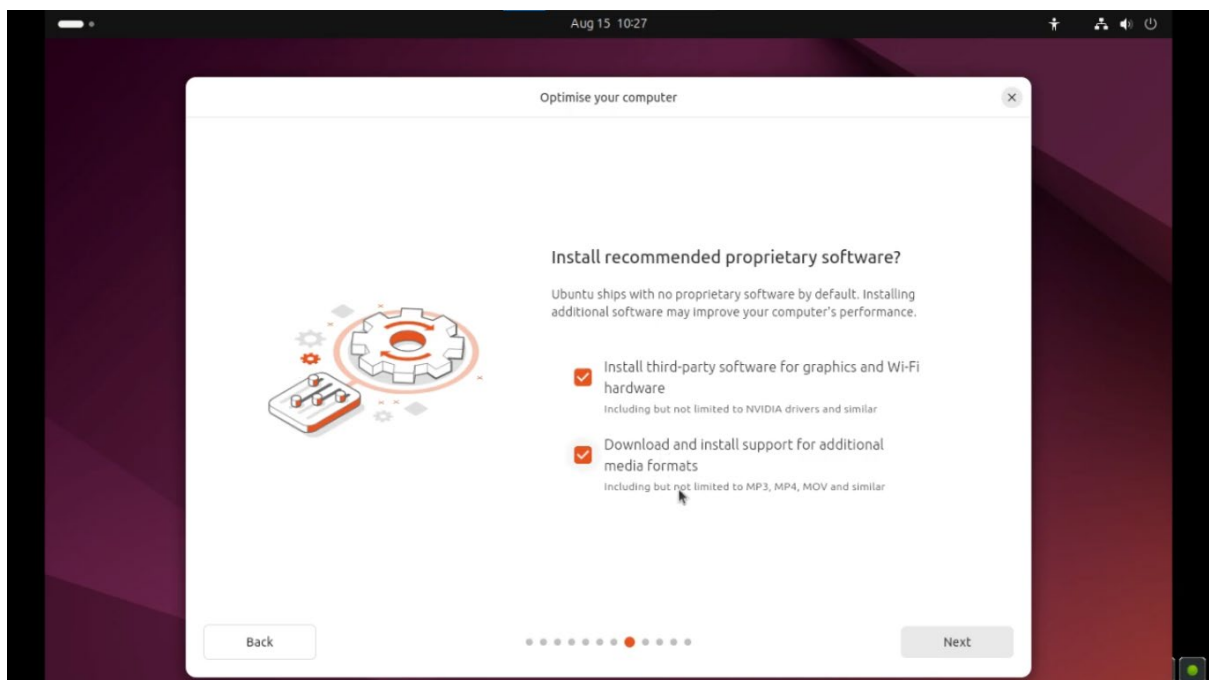 Aug 15 10:27
Optimise your computer
Install recommended proprietary software?
Ubuntu ships with no proprietary software by default. Installing
additional software may improve your computer's performance.
Install third-party software for graphics and Wi-Fi
hardware
Including but not limited to NVIDIA drivers and similar
Download and install support for additional
media formats
Including but not limited to MP3, MP4, MOV and similar
Back
Next